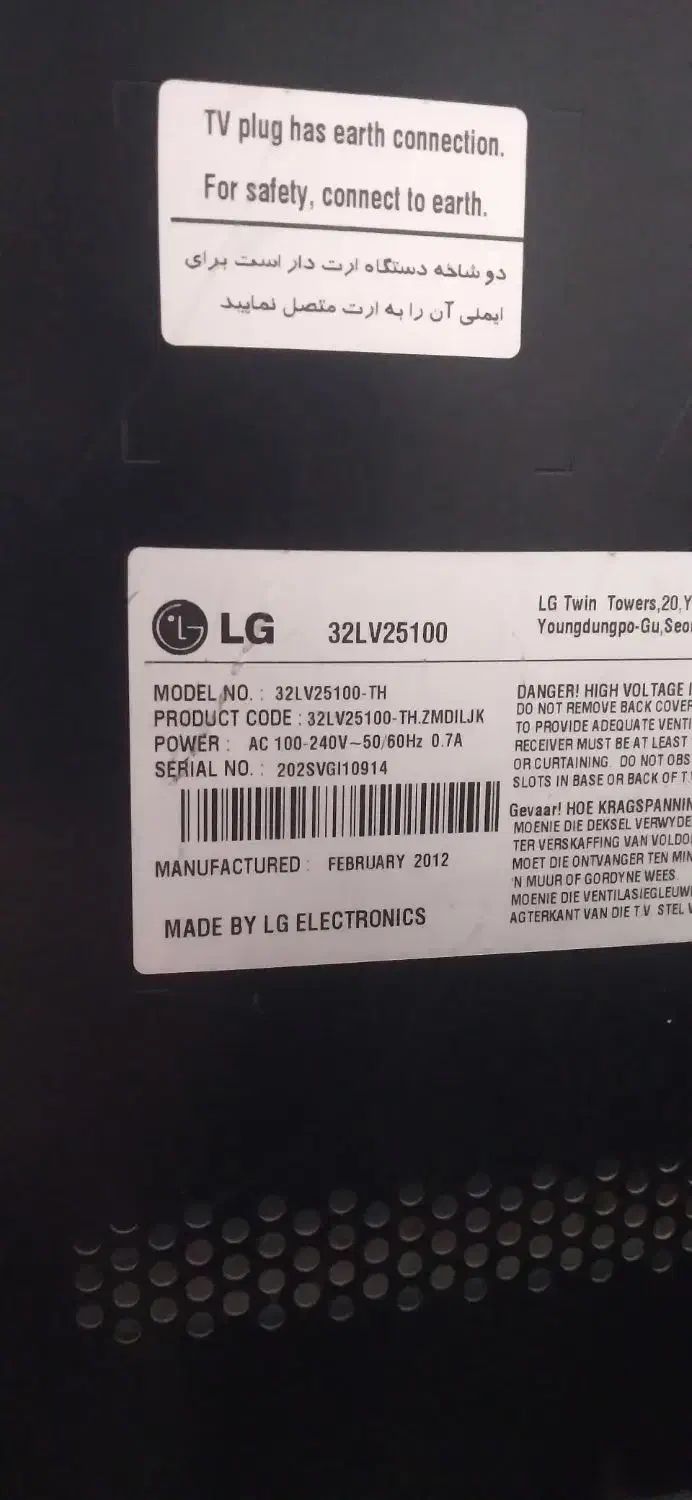 TV plug has earth connection.
For safety, connect to earth.
دو شاخه دستگاه ارت دار است برای
ایمنی آن را به ارت متصل نمایید
LG 32LV25100
LG Twin Towers,20,Y
Youngdungpo-Gu,Seo
MODEL NO. : 32LV25100-TH
PRODUCT CODE : 32LV25100-TH.ZMDILJK
POWER : AC 100-240V~50/60Hz 0.7A
SERIAL NO. : 202SVGI10914
MANUFACTURED : FEBRUARY 2012
MADE BY LG ELECTRONICS
DANGER! HIGH VOLTAGE
DO NOT REMOVE BACK COVER
TO PROVIDE ADEQUATE VENTI
RECEIVER MUST BE AT LEAST
OR CURTAINING. DO NOT OBS
SLOTS IN BASE OR BACK OF T.
Gevaar! HOE KRAGSPANNIN
MOENIE DIE DEKSEL VERWYDE
TER VERSKAFFING VAN VOLDO
MOET DIE ONTVANGER TEN MIN
'N MUUR OF GORDYNE WEES.
MOENIE DIE VENTILASIEGLEUW
AGTERKANT VAN DIE T.V. STEL